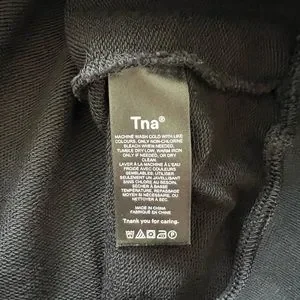 Tna®
MACHINE WASH COLD WITH LIKE
COLOURS, ONLY NON-CHLORINE
BLEACH WHEN NEEDED,
TUMBLE DRY LOW, WARM IRON
ONLY IF NEEDED, OR DRY
CLEAN.
LAVER À LA MACHINE À L'EAU
FROIDE AVEC COULEURS
SEMBLABLES, UTILISER
SEULEMENT UN JAVELLISANT
SANS CHLORE AU BESOIN,
SÉCHER À BASSE
TEMPÉRATURE, REPASSAGE
MOYEN SI NÉCESSAIRE, OU
NETTOYER À SEC.
MADE IN CHINA
FABRIQUÉ EN CHINE
Thank you for caring.